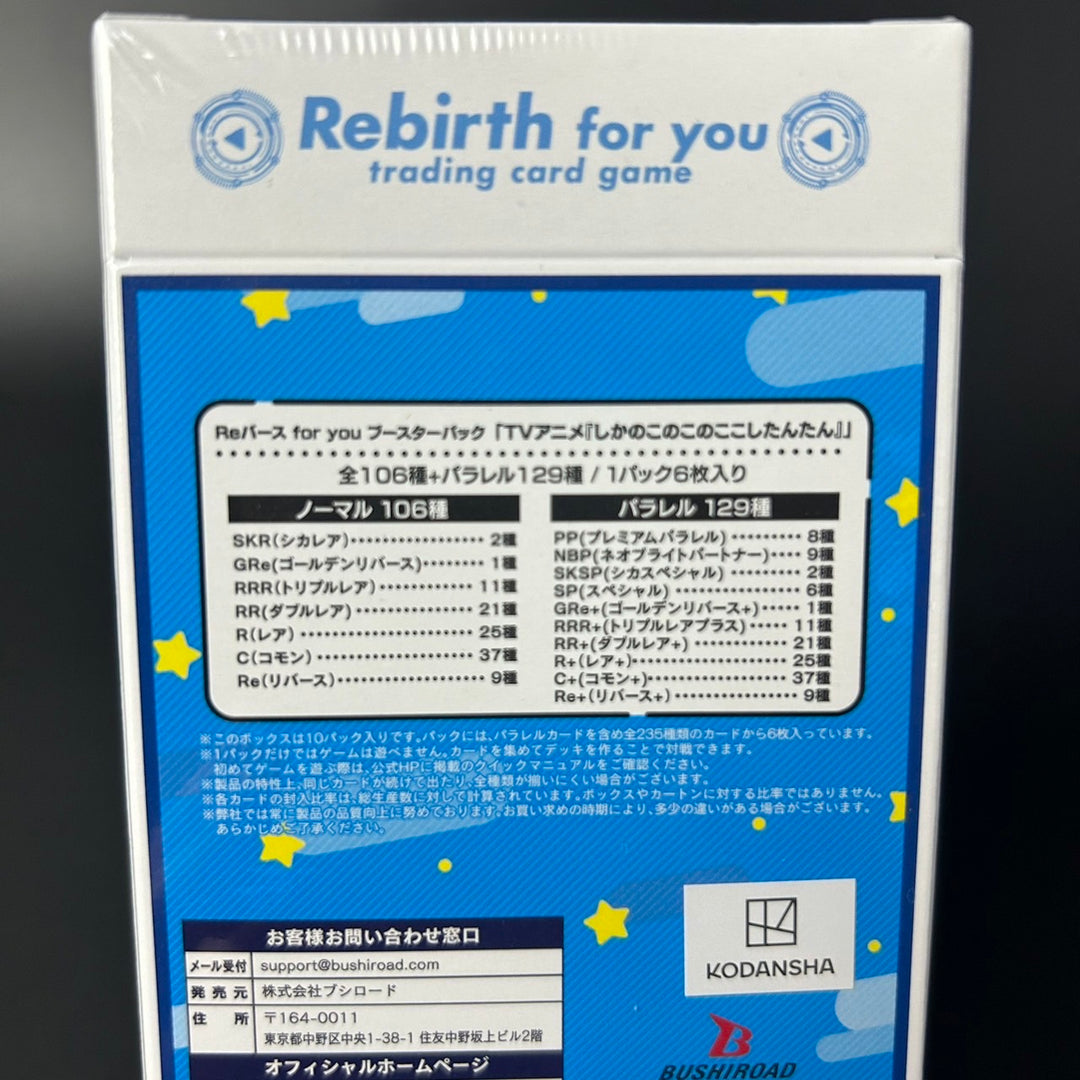 Rebirth for you
trading card game
Reバース for you ブースターパック「TVアニメ『しかのこのこのここしたんたん』」
全106種+パラレル129種 / 1パック6枚入り
ノーマル 106種
SKR(シカレア)・・・・・・・・・・・・・・・・・・ 2種
GRe(ゴールデンリバース)・・・・・・・・ 1種
RRR(トリプルレア)・・・・・・・・・・・・・ 11種
RR(ダブルレア)・・・・・・・・・・・・・・・・ 21種
R(レア)・・・・・・・・・・・・・・・・・・・・・・・ 25種
C(コモン)・・・・・・・・・・・・・・・・・・・・・ 37種
Re(リバース)・・・・・・・・・・・・・・・・・・・・ 9種
パラレル 129種
PP(プレミアムパラレル)・・・・・・・・・ 8種
NBP(ネオブライトパートナー)・・・・ 9種
SKSP(シカスペシャル)・・・・・・・・・・ 2種
SP(スペシャル)・・・・・・・・・・・・・・・・・ 6種
GRe+(ゴールデンリバース+)・・・・・ 1種
RRR+(トリプルレアプラス)・・・・・・ 11種
RR+(ダブルレア+)・・・・・・・・・・・・・・ 21種
R+(レア+)・・・・・・・・・・・・・・・・・・・・・ 25種
C+(コモン+)・・・・・・・・・・・・・・・・・・・ 37種
Re+(リバース+)・・・・・・・・・・・・・・・・・ 9種
※このボックスは10パック入りです。パックには、パラレルカードを含め全235種類のカードから6枚入っています。
※1パックだけではゲームは遊べません。カードを集めてデッキを作ることで対戦できます。
初めてゲームを遊ぶ際は、公式HPに掲載のクイックマニュアルをご確認ください。
※製品の特性上、同じカードが続けて出たり、全種類が揃いにくい場合がございます。
※各カードの封入比率は、総生産数に対して計算されています。ボックスやカートンに対する比率ではありません。
※弊社では常に製品の品質向上に努めております。お買い求めの時期により、多少の違いがある場合がございます。
あらかじめご了承ください。
お客様お問い合わせ窓口
メール受付 support@bushiroad.com
発売元 株式会社ブシロード
住所 〒164-0011
東京都中野区中央1-38-1 住友中野坂上ビル2階
オフィシャルホームページ
KODANSHA
BUSHIROAD